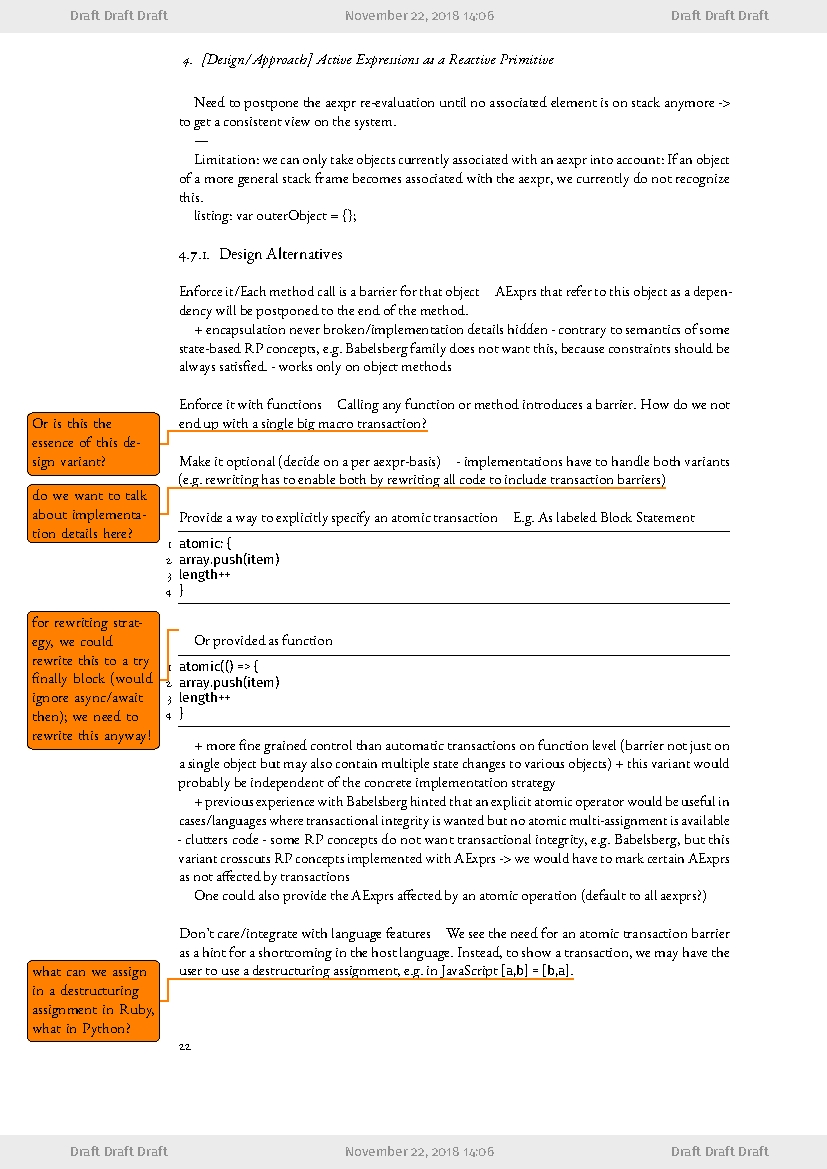 Draft Draft Draft November 22, 2018 14:06 Draft Draft Draft
4. [Design/Approach] Active Expressions as a Reactive Primitive
Need to postpone the aexpr re-evaluation until no associated element is on stack anymore ->
to get a consistent view on the system.
—
Limitation: we can only take objects currently associated with an aexpr into account: If an object
of a more general stack frame becomes associated with the aexpr, we currently do not recognize
this.
listing: var outerObject = {};
4.7.1. Design Alternatives
Enforce it/Each method call is a barrier for that object AExprs that refer to this object as a depen-
dency will be postponed to the end of the method.
+ encapsulation never broken/implementation details hidden - contrary to semantics of some
state-based RP concepts, e.g. Babelsberg family does not want this, because constraints should be
always satisfied. - works only on object methods
Enforce it with functions Calling any function or method introduces a barrier. How do we not
end up with a single big macro transaction?
Or is this the
essence of this de-
sign variant?
Make it optional (decide on a per aexpr-basis) - implementations have to handle both variants
(e.g. rewriting has to enable both by rewriting all code to include transaction barriers)
do we want to talk
about implementa-
tion details here?
Provide a way to explicitly specify an atomic transaction E.g. As labeled Block Statement
1 atomic: {
2 array.push(item)
3 length++
4 }
for rewriting strat-
egy, we could
rewrite this to a try
finally block (would
ignore async/await
then); we need to
rewrite this anyway!
Or provided as function
1 atomic(() => {
2 array.push(item)
3 length++
4 }
+ more fine grained control than automatic transactions on function level (barrier not just on
a single object but may also contain multiple state changes to various objects) + this variant would
probably be independent of the concrete implementation strategy
+ previous experience with Babelsberg hinted that an explicit atomic operator would be useful in
cases/languages where transactional integrity is wanted but no atomic multi-assignment is available
- clutters code - some RP concepts do not want transactional integrity, e.g. Babelsberg, but this
variant crosscuts RP concepts implemented with AExprs -> we would have to mark certain AExprs
as not affected by transactions
One could also provide the AExprs affected by an atomic operation (default to all aexprs?)
Don't care/integrate with language features We see the need for an atomic transaction barrier
as a hint for a shortcoming in the host language. Instead, to show a transaction, we may have the
user to use a destructuring assignment, e.g. in JavaScript [a,b] = [b,a].
what can we assign
in a destructuring
assignment in Ruby,
what in Python?
22
Draft Draft Draft November 22, 2018 14:06 Draft Draft Draft